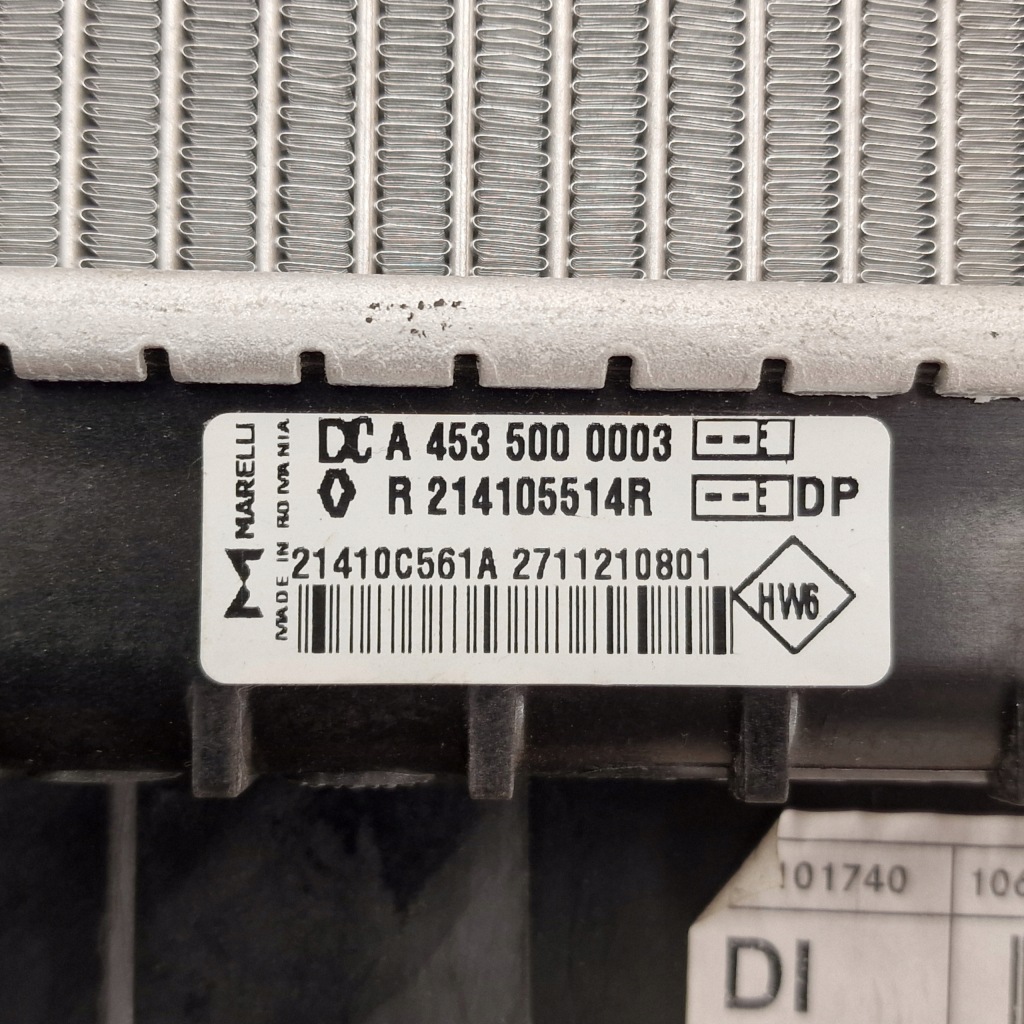 MARELLI
MADE IN ROMANIA
DC A 453 500 0003
R 214105514R DP
21410C561A 2711210801
HW6
101740
DI